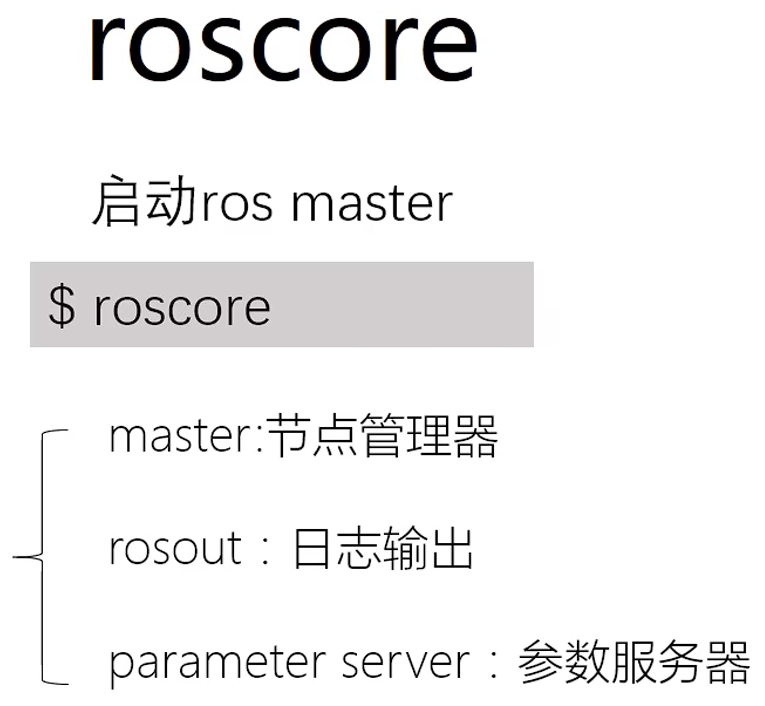 roscore
启动ros master
$ roscore
master:节点管理器
rosout：日志输出
parameter server：参数服务器